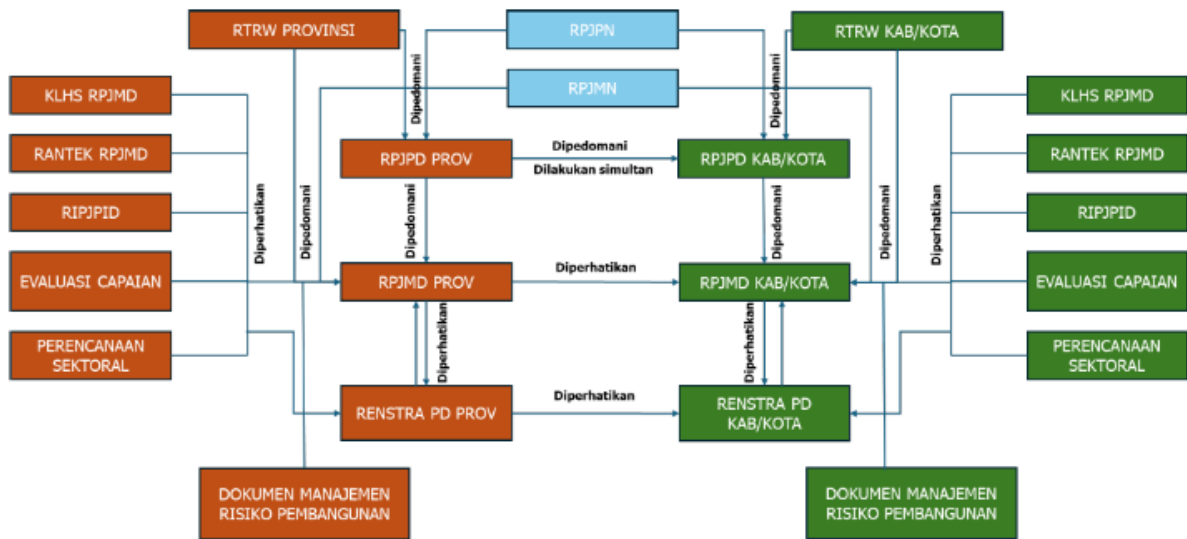 RTRW PROVINSI
RPJPN
RTRW KAB/KOTA
Dipedomani
Dipedomani
RPJMN
KLHS RPJMD
KLHS RPJMD
RANTEK RPJMD
RPJPD PROV
Dipedomani
Dilakukan simultan
RPJPD KAB/KOTA
RANTEK RPJMD
RIPJPID
Diperhatikan
Dipedomani
Dipedomani
Dipedomani
Dipedomani
Diperhatikan
RIPJPID
EVALUASI CAPAIAN
RPJMD PROV
Diperhatikan
RPJMD KAB/KOTA
EVALUASI CAPAIAN
PERENCANAAN
SEKTORAL
Diperhatikan
Diperhatikan
PERENCANAAN
SEKTORAL
RENSTRA PD PROV
Diperhatikan
RENSTRA PD
KAB/KOTA
DOKUMEN MANAJEMEN
RISIKO PEMBANGUNAN
DOKUMEN MANAJEMEN
RISIKO PEMBANGUNAN